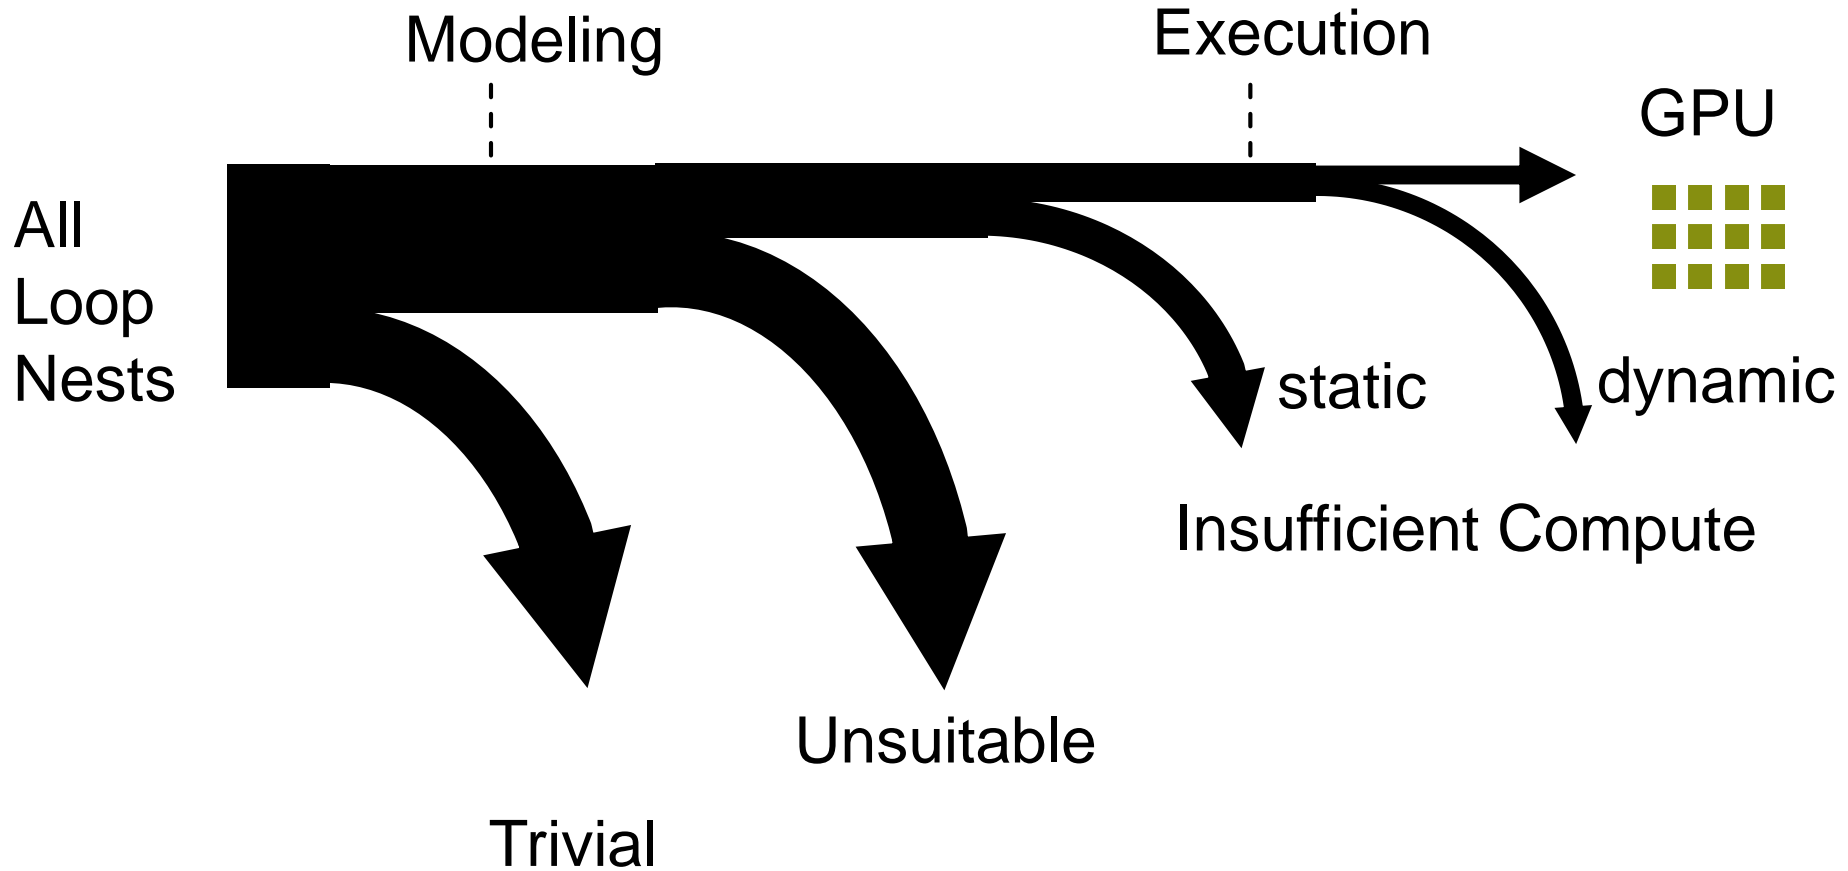 Modeling
Execution
GPU
All
Loop
Nests
static
dynamic
Insufficient Compute
Unsuitable
Trivial